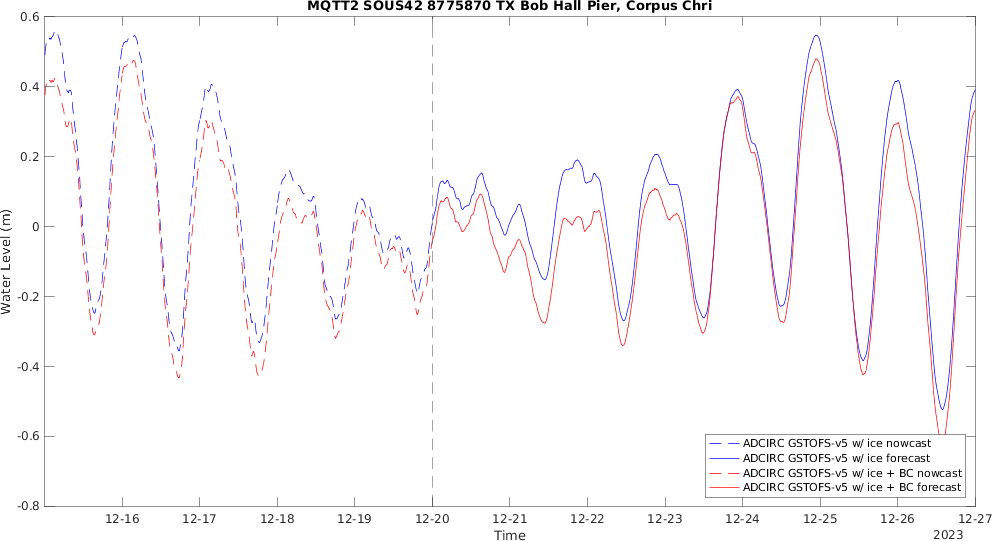 MQTT2 SOUS42 8775870 TX Bob Hall Pier, Corpus Chri
0.6
0.4
0.2
0
-0.2
-0.4
-0.6
-0.8
Water Level (m)
ADCIRC GSTOFS-v5 w/ ice nowcast
ADCIRC GSTOFS-v5 w/ ice forecast
ADCIRC GSTOFS-v5 w/ ice + BC nowcast
ADCIRC GSTOFS-v5 w/ ice + BC forecast
12-16 12-17 12-18 12-19 12-20 12-21 12-22 12-23 12-24 12-25 12-26 12-27
Time
2023